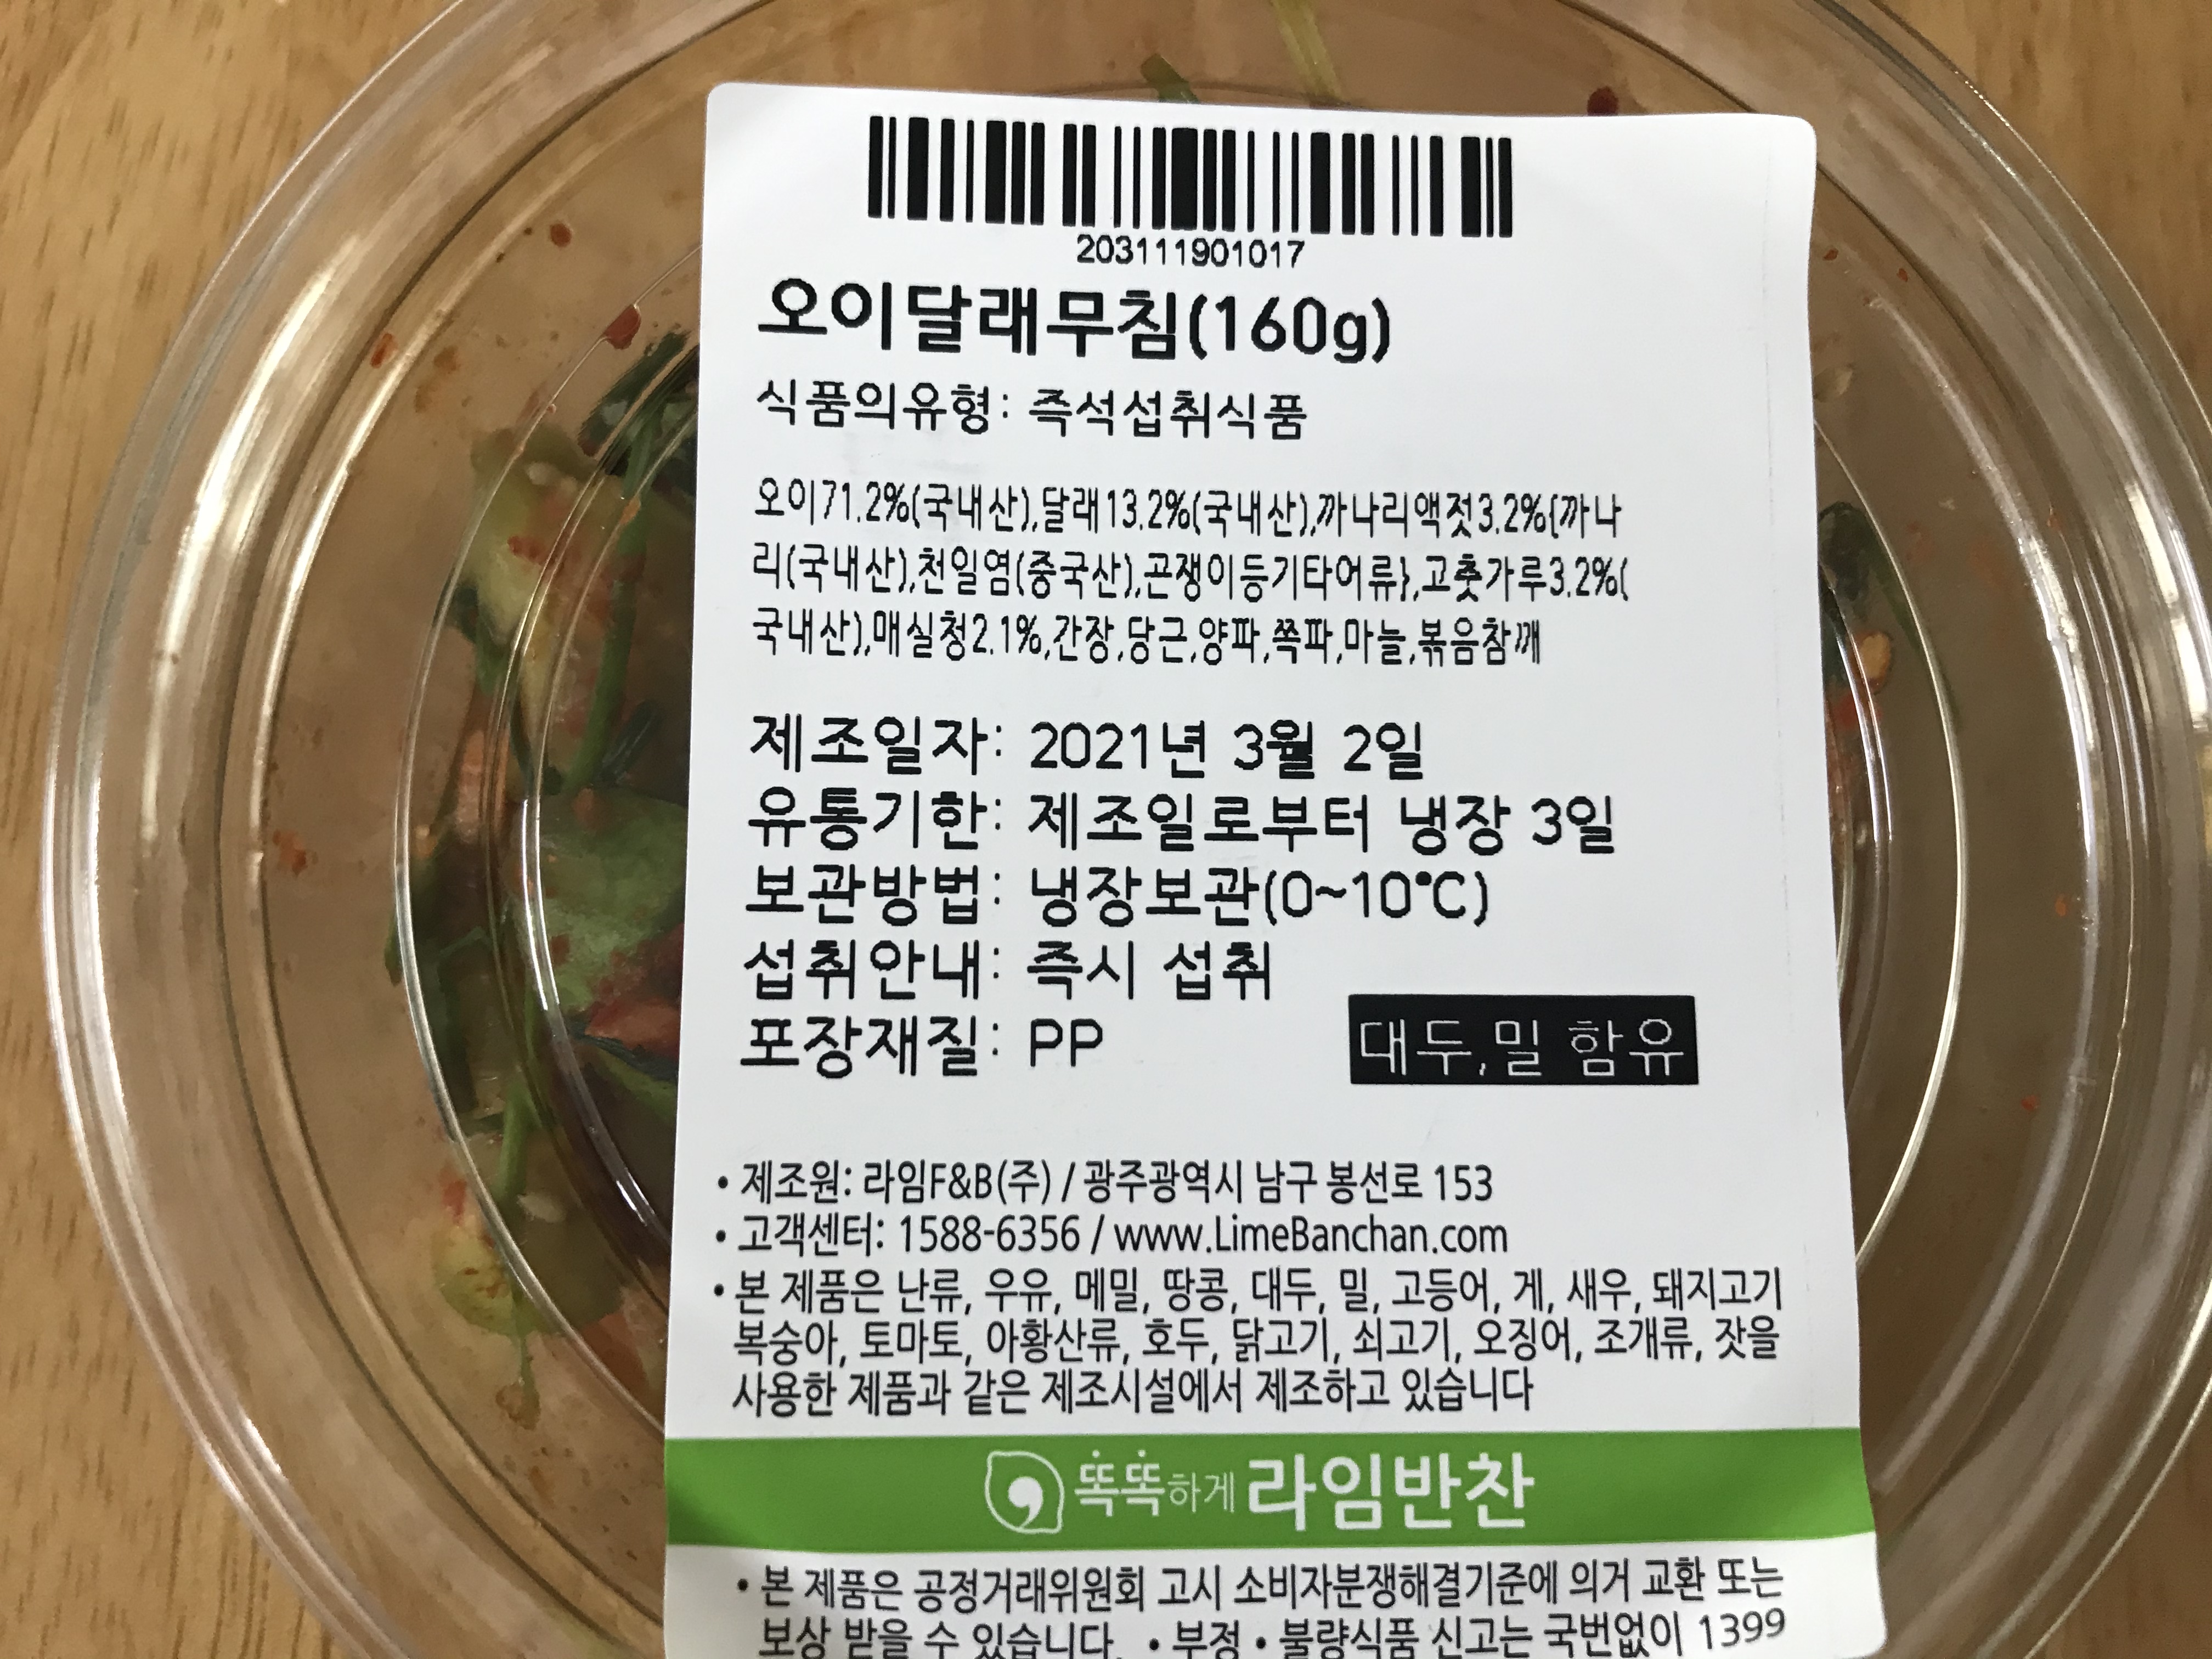 203111901017
오이달래무침(160g)
식품의유형: 즉석섭취식품
오이71.2%(국내산),달래13.2%(국내산),까나리액젓3.2%{까나
리(국내산),천일염(중국산),곤쟁이등기타어류},고춧가루3.2%(
국내산),매실청2.1%,간장,당근,양파,쪽파,마늘,볶음참깨
제조일자: 2021년 3월 2일
유통기한: 제조일로부터 냉장 3일
보관방법: 냉장보관(0~10℃)
섭취안내: 즉시 섭취
포장재질: PP
대두,밀 함유
• 제조원: 라임F&B(주) / 광주광역시 남구 봉선로 153
• 고객센터: 1588-6356 / www.LimeBanchan.com
• 본 제품은 난류, 우유, 메밀, 땅콩, 대두, 밀, 고등어, 게, 새우, 돼지고기
복숭아, 토마토, 아황산류, 호두, 닭고기, 쇠고기, 오징어, 조개류, 잣을
사용한 제품과 같은 제조시설에서 제조하고 있습니다
똑똑하게 라임반찬
• 본 제품은 공정거래위원회 고시 소비자분쟁해결기준에 의거 교환 또는
보상 받을 수 있습니다. • 부정 • 불량식품 신고는 국번없이 1399